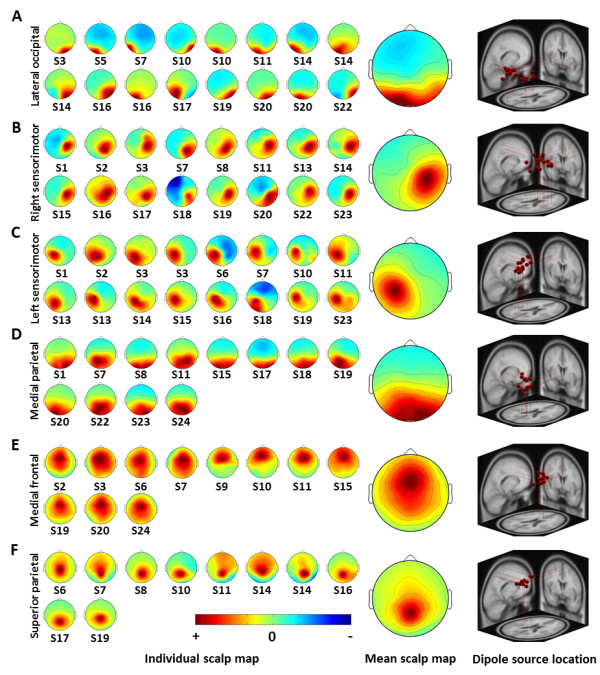 A
Lateral occipital
S3 S5 S7 S10 S10 S11 S14 S14
S14 S16 S16 S17 S19 S20 S20 S22
B
Right sensorimotor
S1 S2 S3 S7 S8 S11 S13 S14
S15 S16 S17 S18 S19 S20 S22 S23
C
Left sensorimotor
S1 S2 S3 S3 S6 S7 S10 S11
S13 S13 S14 S15 S16 S18 S19 S23
D
Medial parietal
S1 S7 S8 S11 S15 S17 S18 S19
S20 S22 S23 S24
E
Medial frontal
S2 S3 S6 S7 S9 S10 S11 S15
S19 S20 S24
F
Superior parietal
S6 S7 S8 S10 S11 S14 S14 S16
S17 S19
+ 0 -
Individual scalp map Mean scalp map Dipole source location